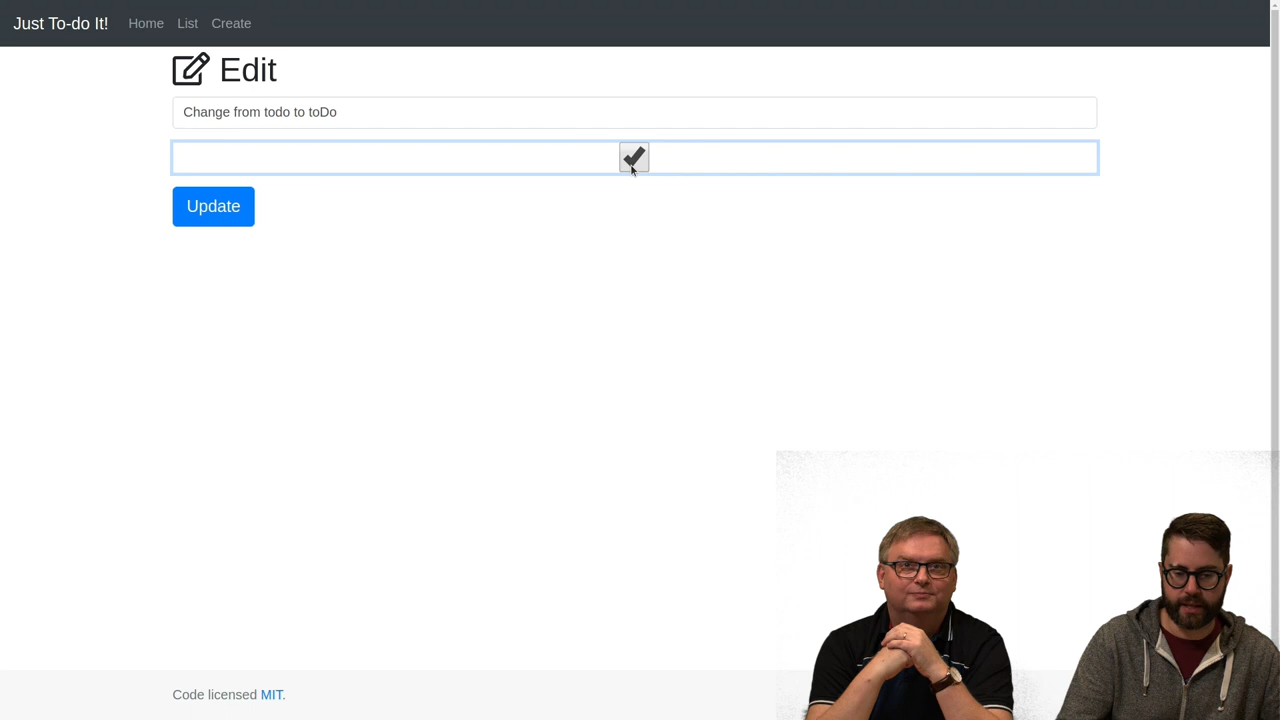 Just To-do It! Home List Create
Edit
Change from todo to toDo
Update
Code licensed MIT.